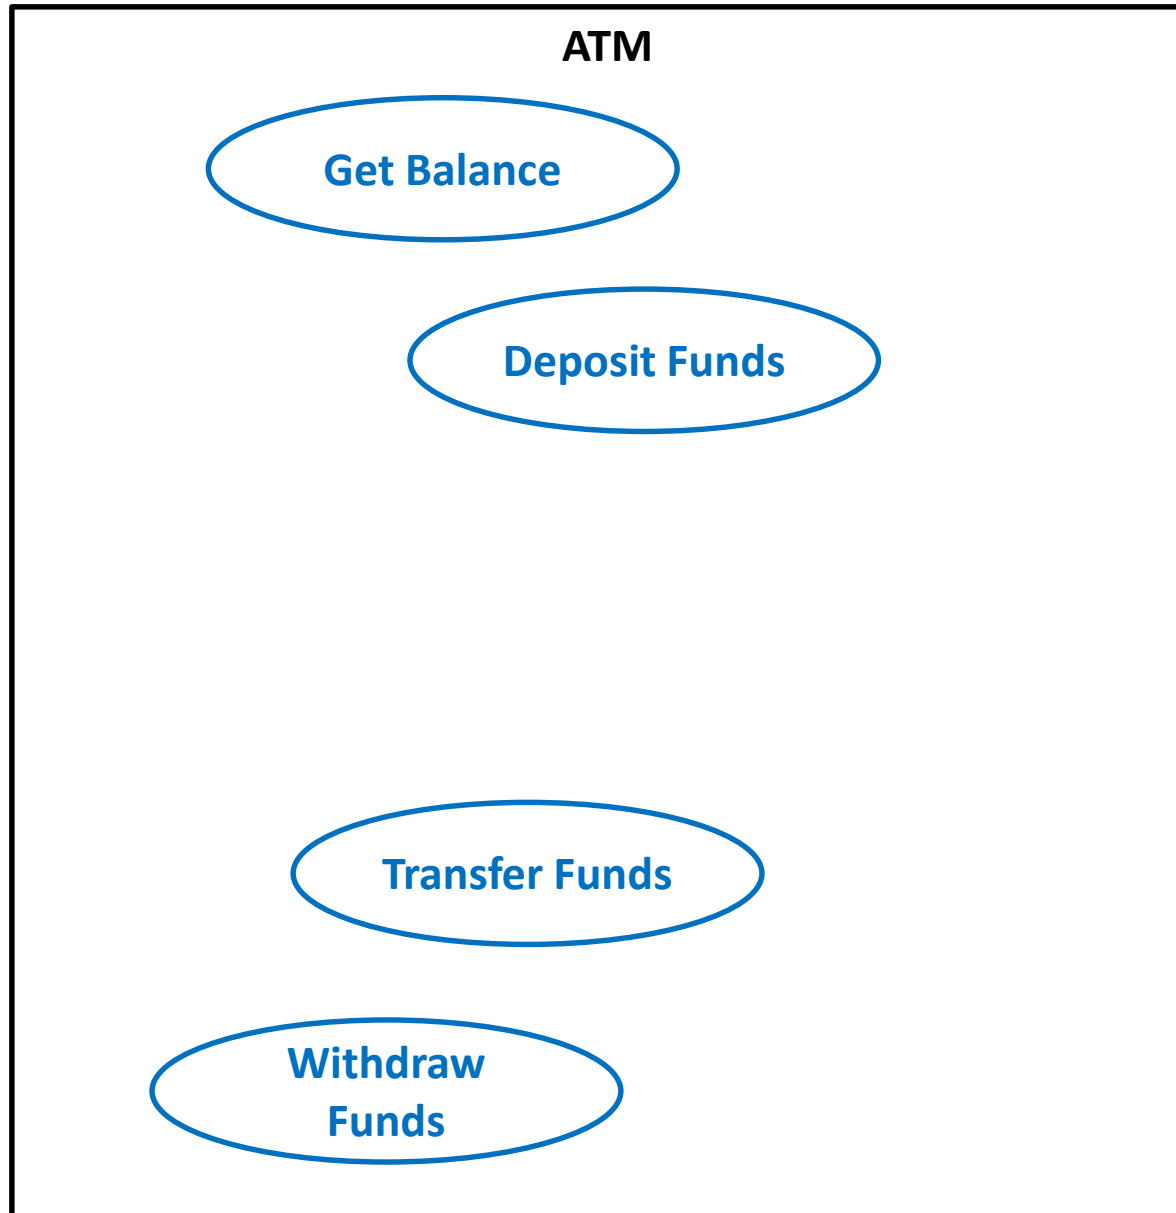 ATM
Get Balance
Deposit Funds
Transfer Funds
Withdraw
Funds